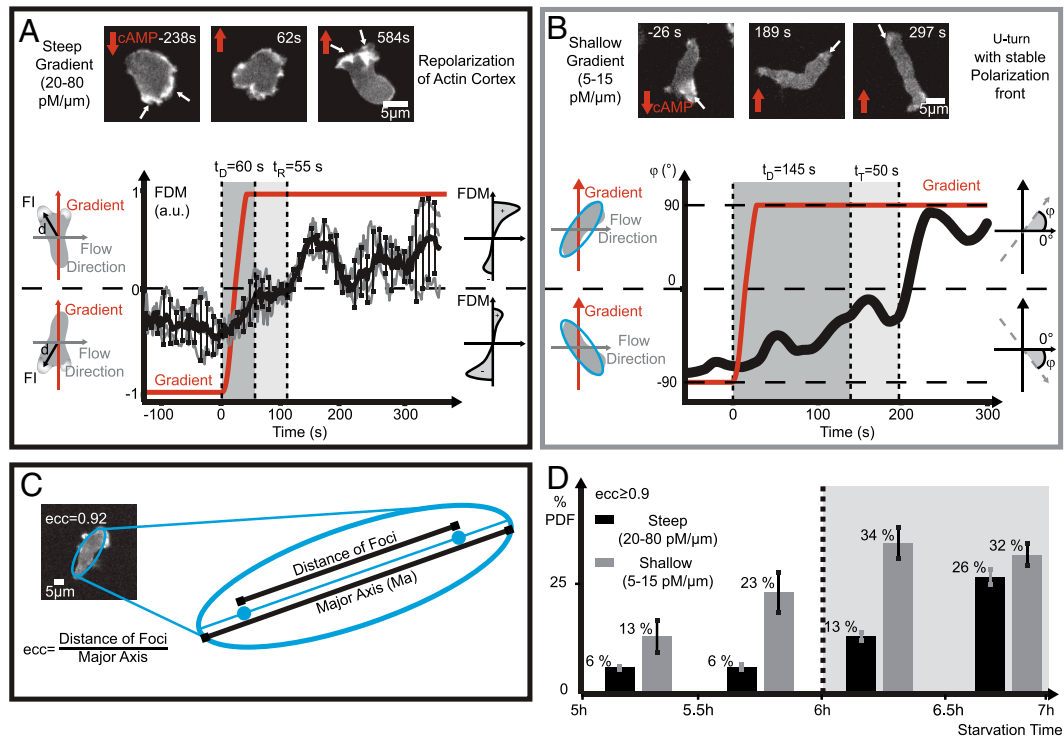 A
Steep
Gradient
(20-80
pM/µm)
cAMP
-238s
62s
584s
5µm
Repolarization
of Actin Cortex
t_D=60 s
t_R=55 s
1
FDM
(a.u.)
0
-1
Gradient
FI
d
Gradient
Flow
Direction
Gradient
d
Flow
Direction
FI
FDM
+
-
FDM
+
-
-100
0
100
200
300
Time (s)
B
Shallow
Gradient
(5-15
pM/µm)
-26 s
cAMP
189 s
297 s
5µm
U-turn
with stable
Polarization
front
φ (°)
t_D=145 s
t_T=50 s
Gradient
90
0
-90
Gradient
Flow
Direction
Gradient
Flow
Direction
φ
0°
0°
φ
0
100
200
300
Time (s)
C
ecc=0.92
5µm
Distance of Foci
Major Axis (Ma)
ecc=
Distance of Foci
Major Axis
D
%
PDF
ecc≥0.9
Steep
(20-80 pM/µm)
Shallow
(5-15 pM/µm)
25
0
6 %
13 %
6 %
23 %
13 %
34 %
26 %
32 %
5h
5.5h
6h
6.5h
7h
Starvation Time